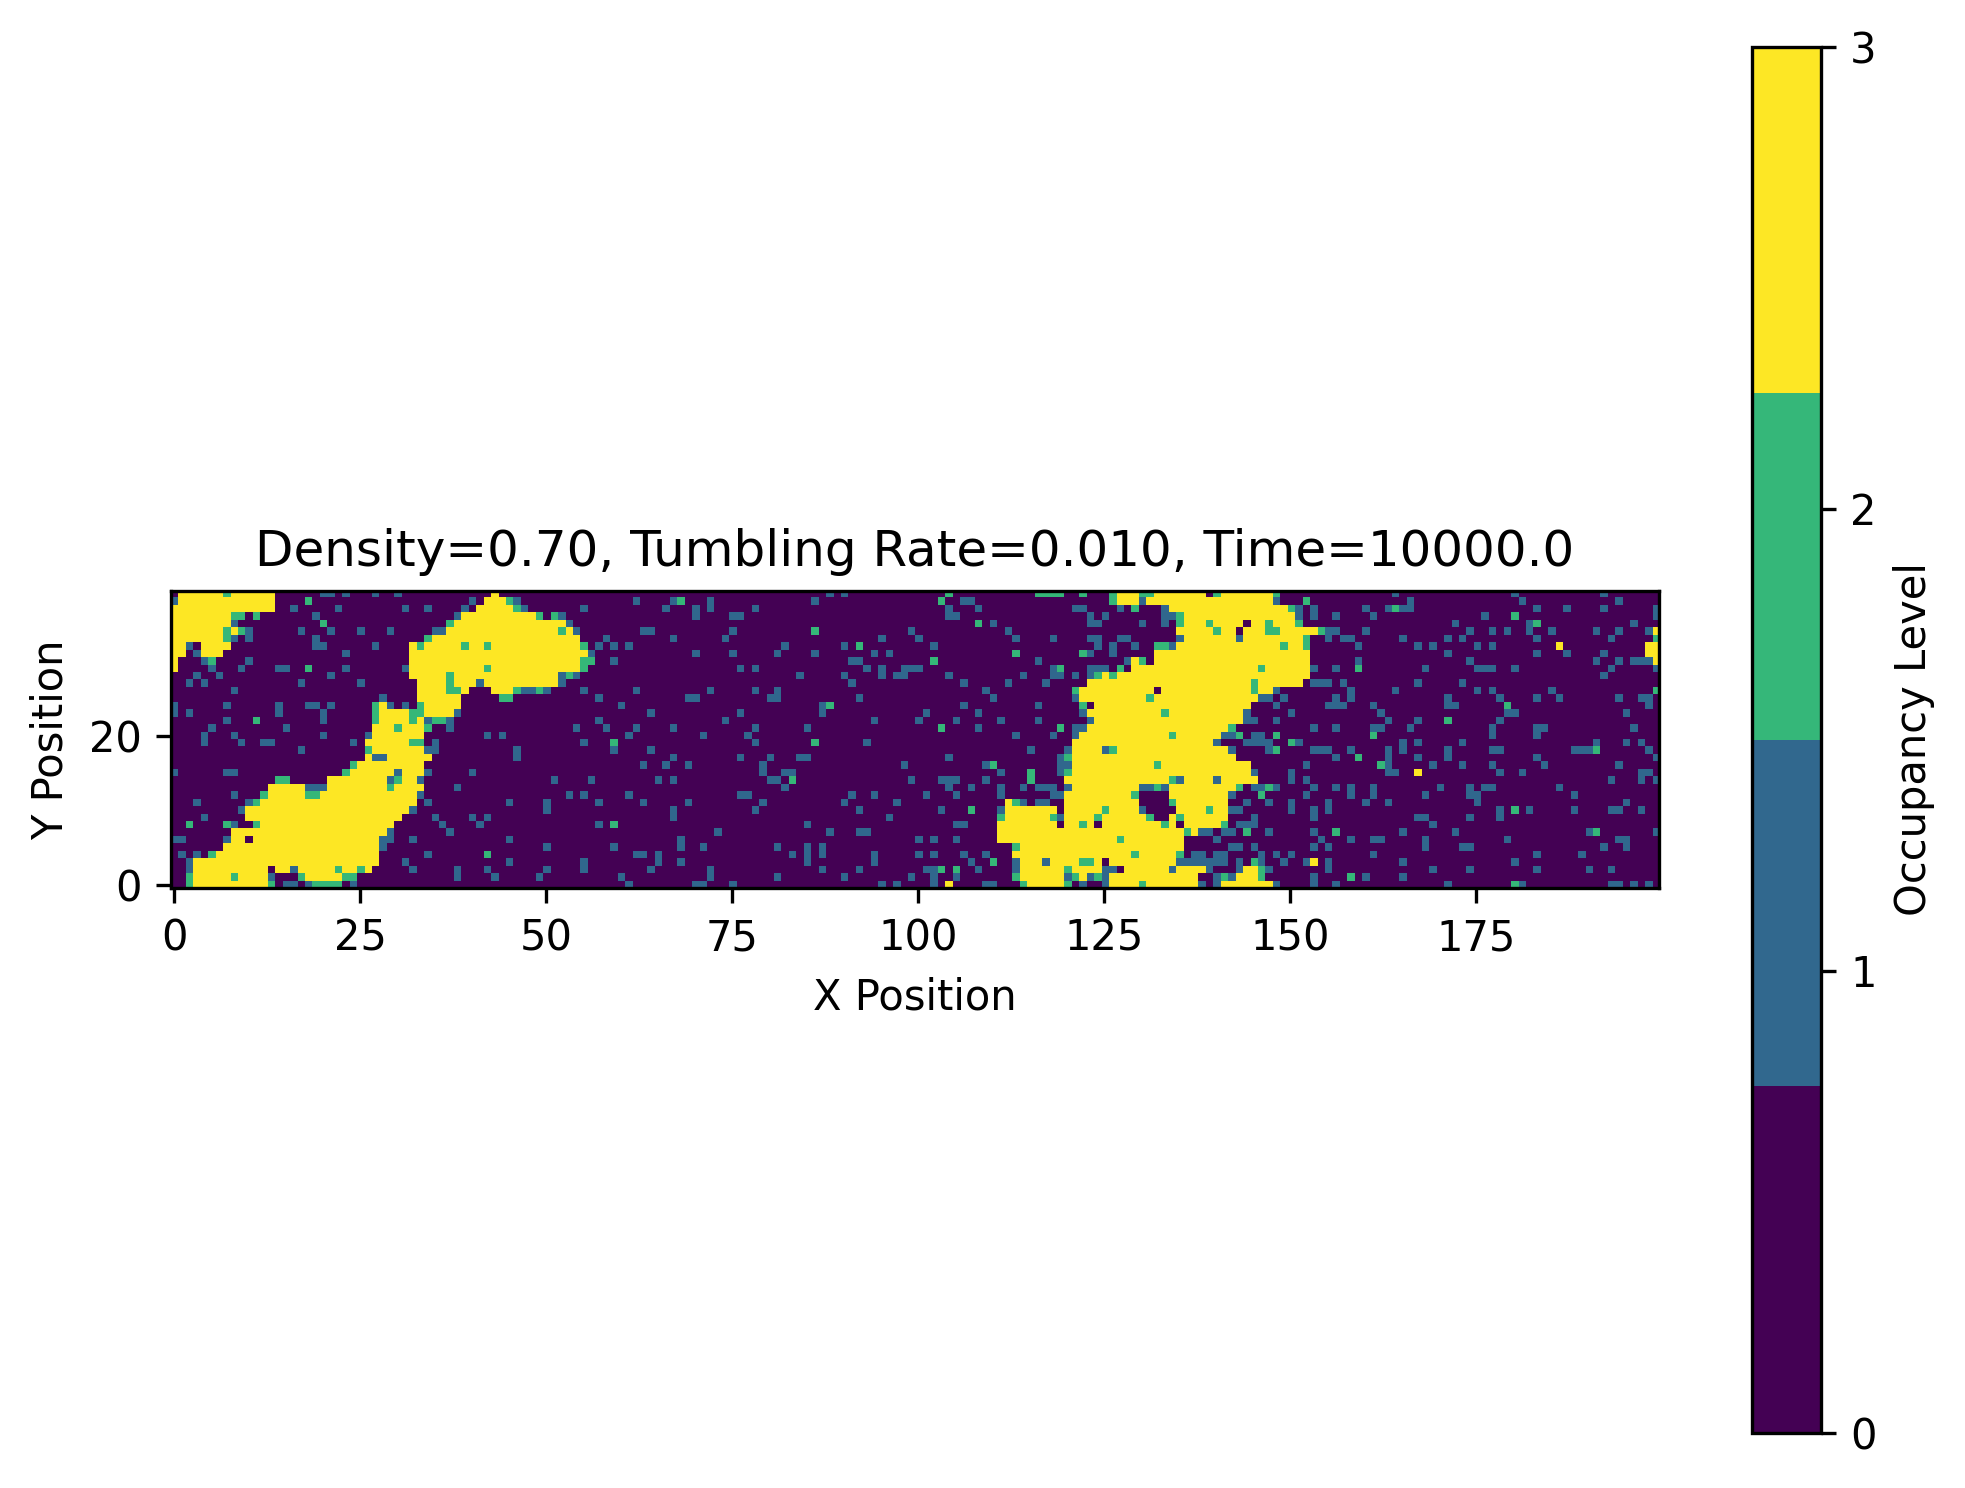 Density=0.70, Tumbling Rate=0.010, Time=10000.0
Y Position
20
0
0 25 50 75 100 125 150 175
X Position
3
2
1
0
Occupancy Level